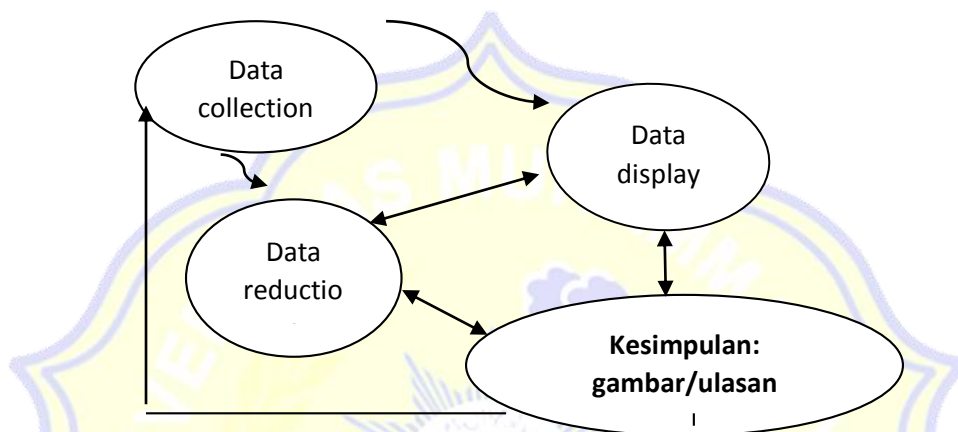 Data
collection
Data
display
Data
reductio
Kesimpulan:
gambar/ulasan